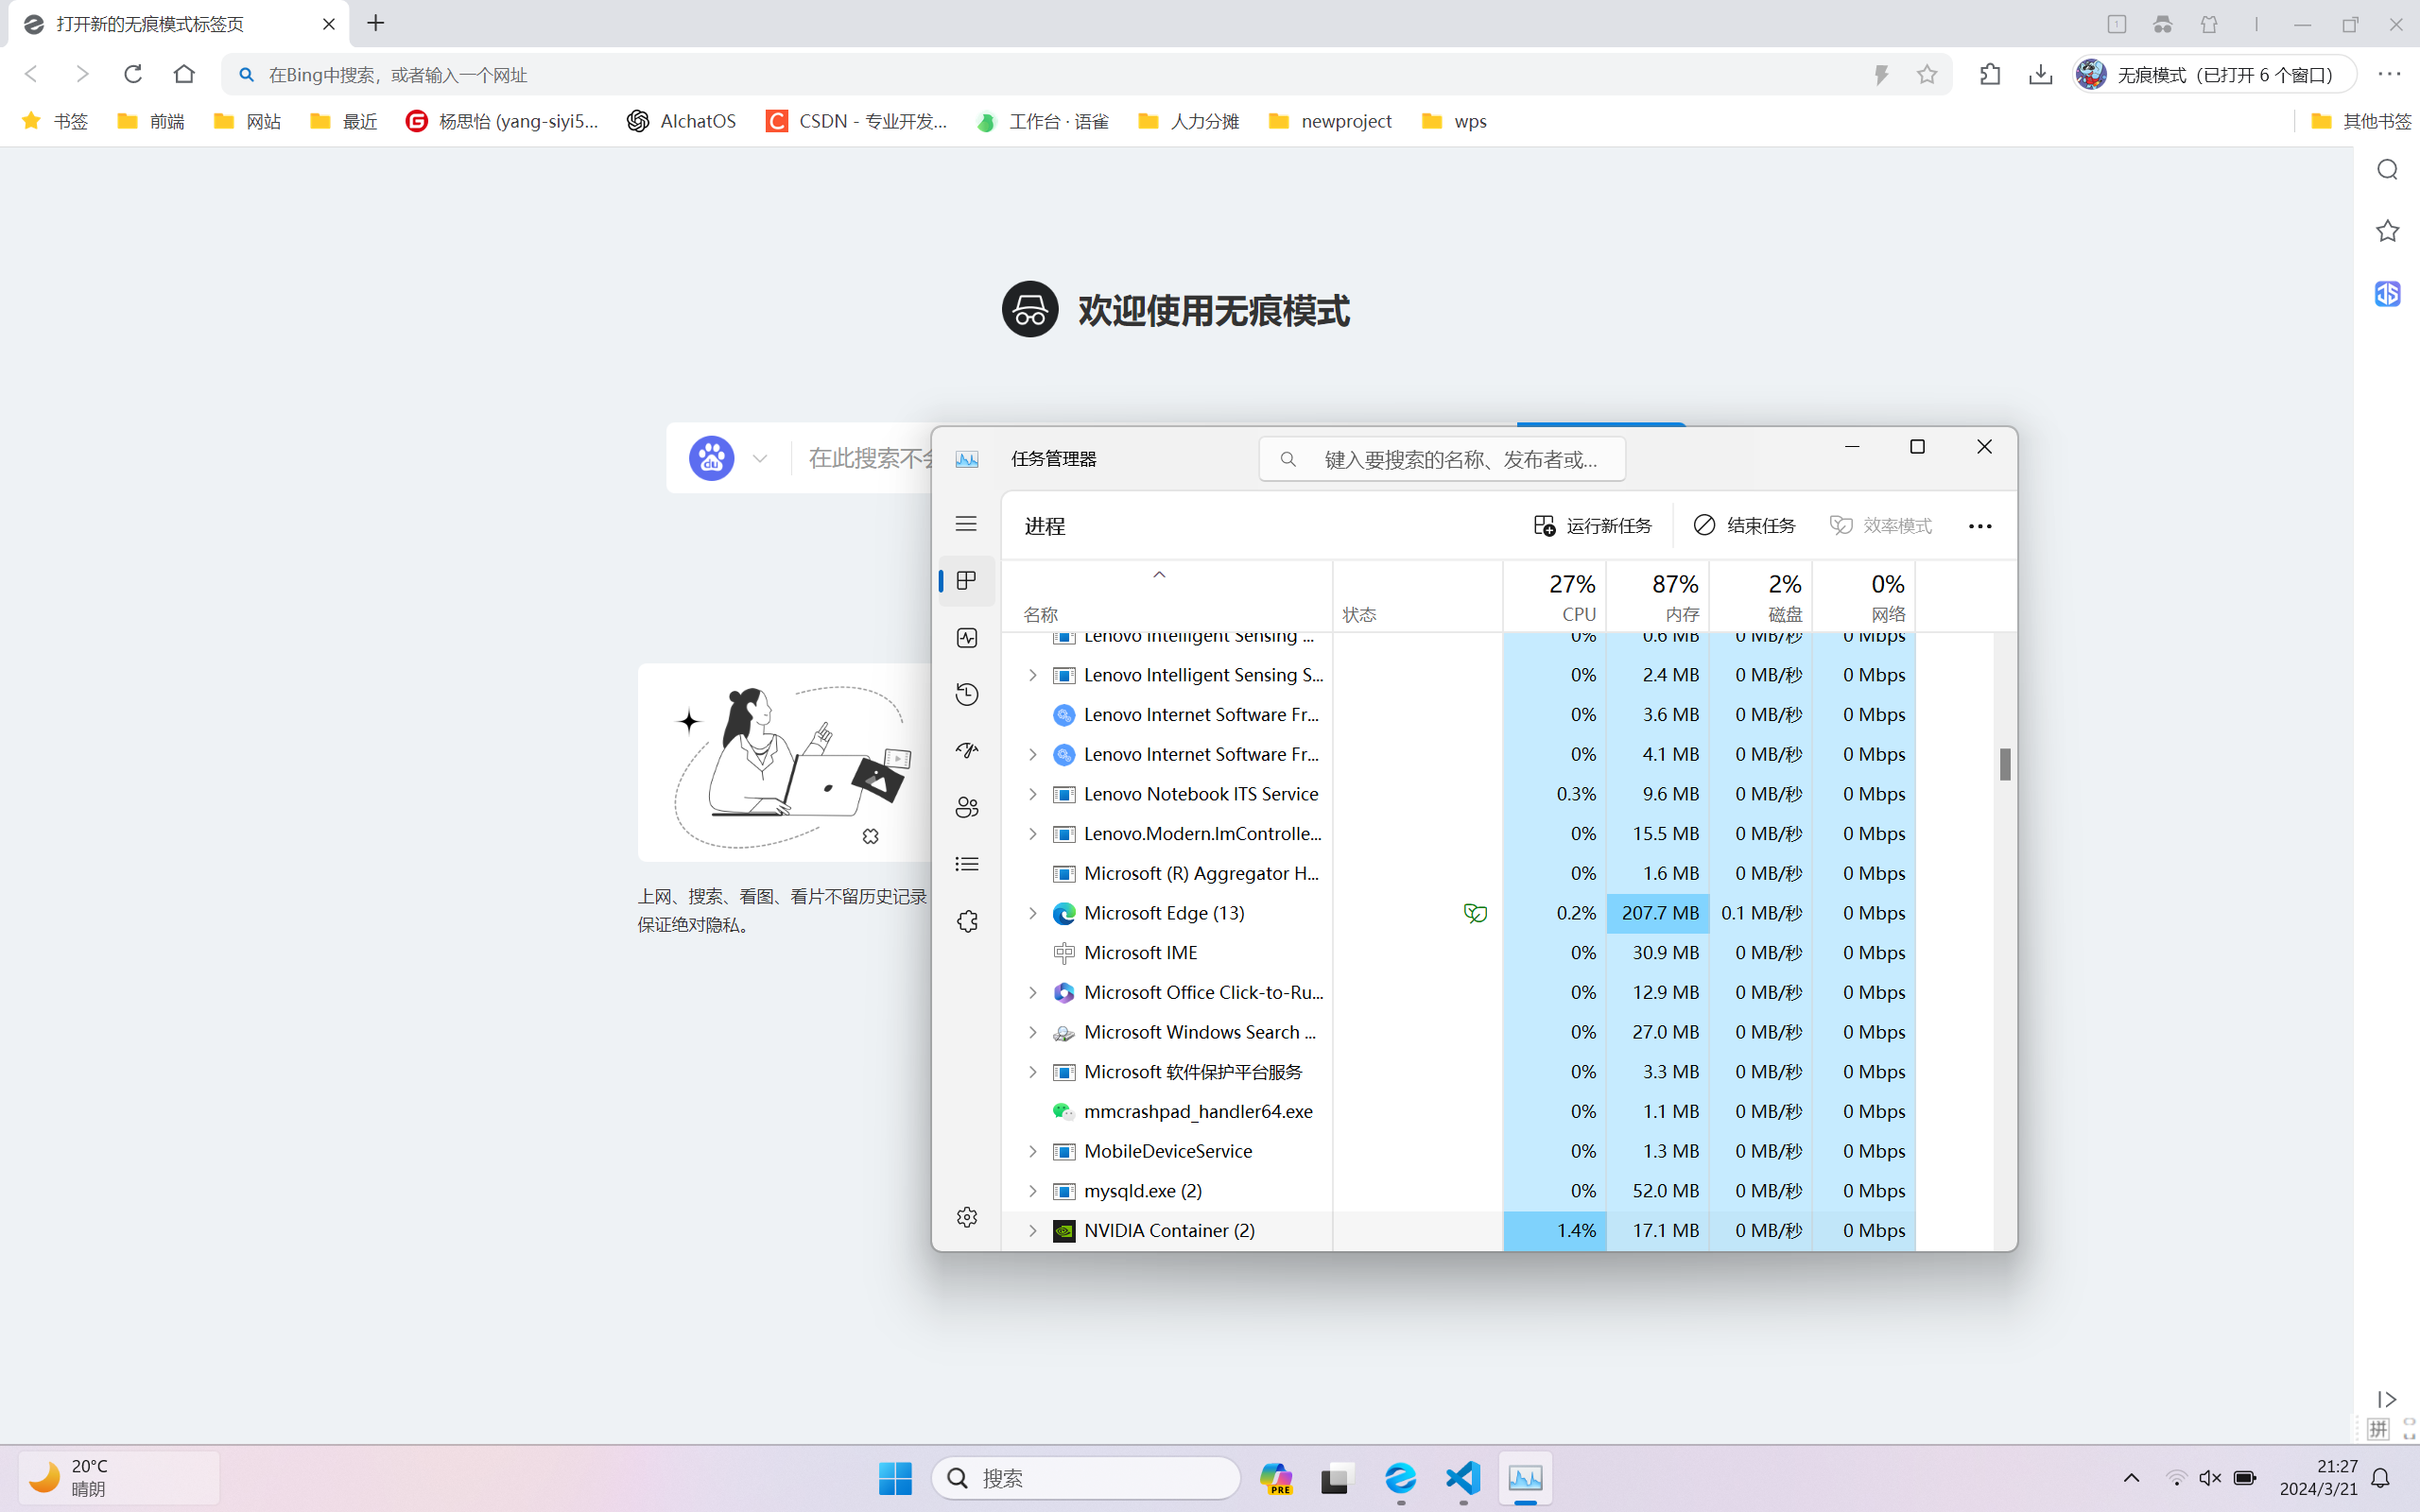 打开新的无痕模式标签页
在Bing中搜索，或者输入一个网址
无痕模式（已打开 6 个窗口）
书签 前端 网站 最近 杨思怡 (yang-siyi5... AIchatOS CSDN - 专业开发... 工作台 · 语雀 人力分摊 newproject wps 其他书签
欢迎使用无痕模式
du 在此搜索不会
上网、搜索、看图、看片不留历史记录
保证绝对隐私。
任务管理器
键入要搜索的名称、发布者或...
进程 运行新任务 结束任务 效率模式
27% 87% 2% 0%
名称 状态 CPU 内存 磁盘 网络
Lenovo Intelligent Sensing ... 0% 0.6 MB 0 MB/秒 0 Mbps
Lenovo Intelligent Sensing S... 0% 2.4 MB 0 MB/秒 0 Mbps
Lenovo Internet Software Fr... 0% 3.6 MB 0 MB/秒 0 Mbps
Lenovo Internet Software Fr... 0% 4.1 MB 0 MB/秒 0 Mbps
Lenovo Notebook ITS Service 0.3% 9.6 MB 0 MB/秒 0 Mbps
Lenovo.Modern.ImControlle... 0% 15.5 MB 0 MB/秒 0 Mbps
Microsoft (R) Aggregator H... 0% 1.6 MB 0 MB/秒 0 Mbps
Microsoft Edge (13) 0.2% 207.7 MB 0.1 MB/秒 0 Mbps
Microsoft IME 0% 30.9 MB 0 MB/秒 0 Mbps
Microsoft Office Click-to-Ru... 0% 12.9 MB 0 MB/秒 0 Mbps
Microsoft Windows Search ... 0% 27.0 MB 0 MB/秒 0 Mbps
Microsoft 软件保护平台服务 0% 3.3 MB 0 MB/秒 0 Mbps
mmcrashpad_handler64.exe 0% 1.1 MB 0 MB/秒 0 Mbps
MobileDeviceService 0% 1.3 MB 0 MB/秒 0 Mbps
mysqld.exe (2) 0% 52.0 MB 0 MB/秒 0 Mbps
NVIDIA Container (2) 1.4% 17.1 MB 0 MB/秒 0 Mbps
拼
20°C
晴朗
搜索
PRE
21:27
2024/3/21